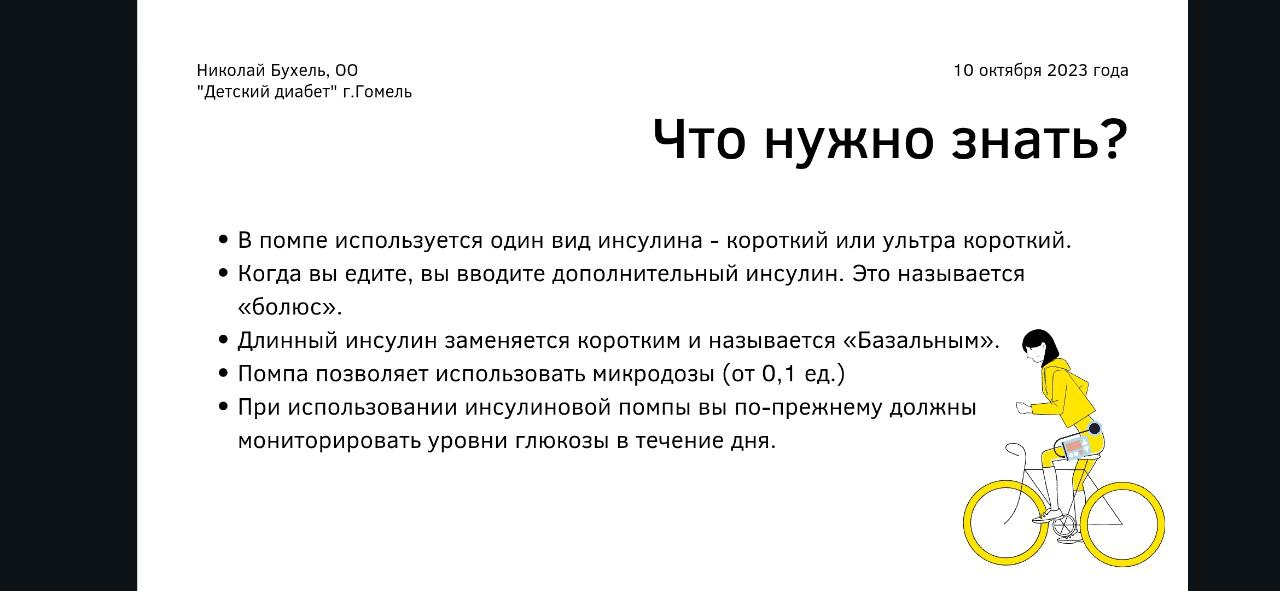 Николай Бухель, ОО
"Детский диабет" г.Гомель
10 октября 2023 года
Что нужно знать?
• В помпе используется один вид инсулина - короткий или ультра короткий.
• Когда вы едите, вы вводите дополнительный инсулин. Это называется
«болюс».
• Длинный инсулин заменяется коротким и называется «Базальным».
• Помпа позволяет использовать микродозы (от 0,1 ед.)
• При использовании инсулиновой помпы вы по-прежнему должны
мониторировать уровни глюкозы в течение дня.